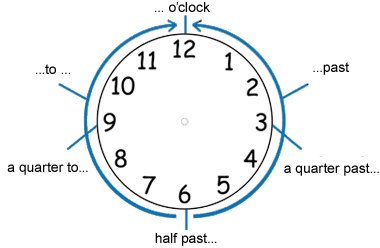 ... o'clock
...to ...
...past
12
11
1
10
2
9
3
a quarter to...
a quarter past...
8
4
7
5
6
half past...